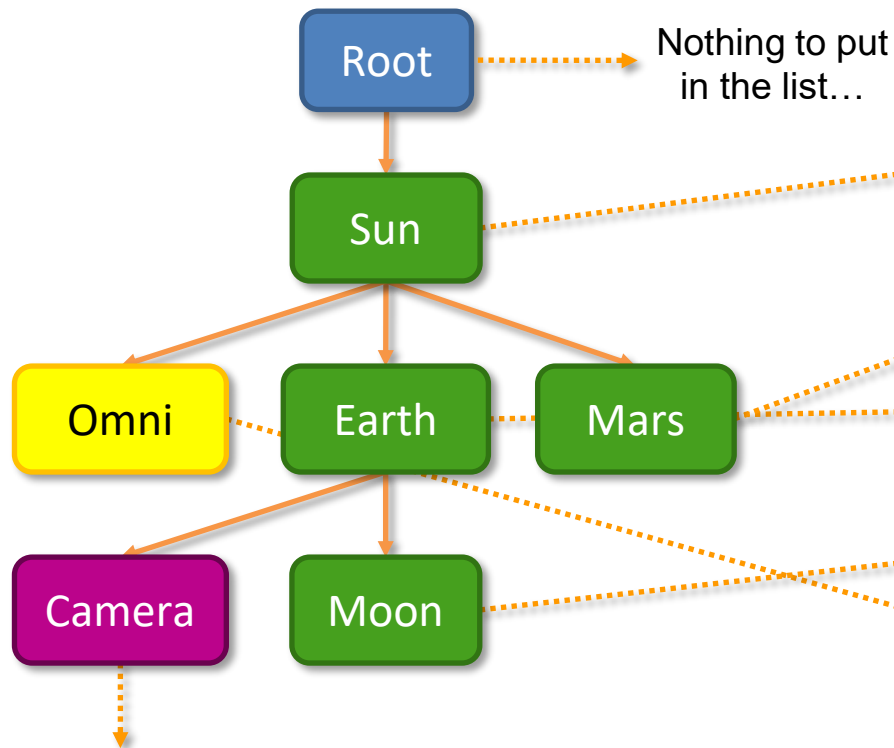 Root
Nothing to put
in the list…
Sun
Omni
Earth
Mars
Camera
Moon